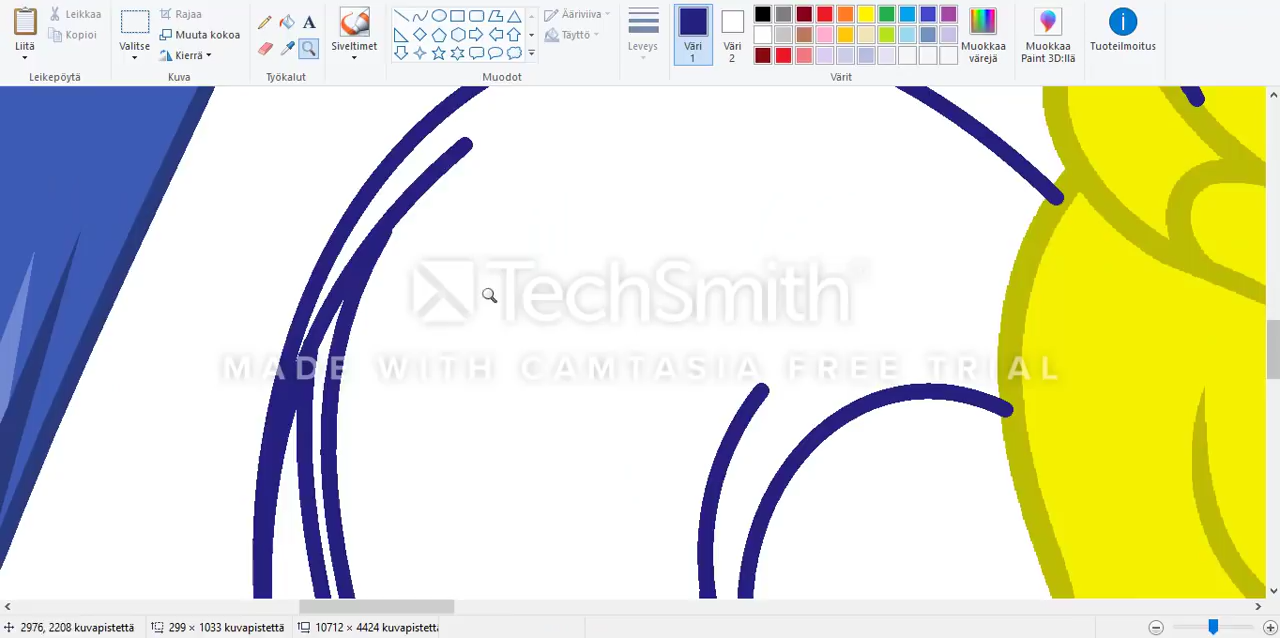 Liitä
Leikkaa
Kopioi
Leikepöytä
Valitse
Rajaa
Muuta kokoa
Kierrä
Kuva
A
Työkalut
Siveltimet
Ääriviiva
Täyttö
Muodot
Leveys
Väri
1
Väri
2
Värit
Muokkaa
värejä
Muokkaa
Paint 3D:llä
Tuoteilmoitus
TechSmith
MADE WITH CAMTASIA FREE TRIAL
2976, 2208 kuvapistettä
299 × 1033 kuvapistettä
10712 × 4424 kuvapistettä